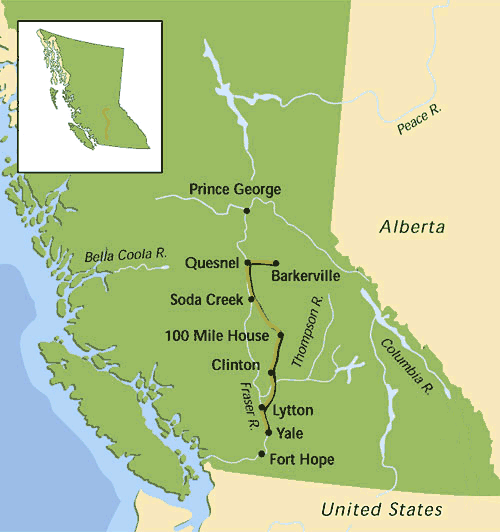 Peace R.
Prince George
Alberta
Bella Coola R.
Quesnel
Barkerville
Soda Creek
100 Mile House
Thompson R.
Columbia R.
Clinton
Fraser R.
Lytton
Yale
Fort Hope
United States